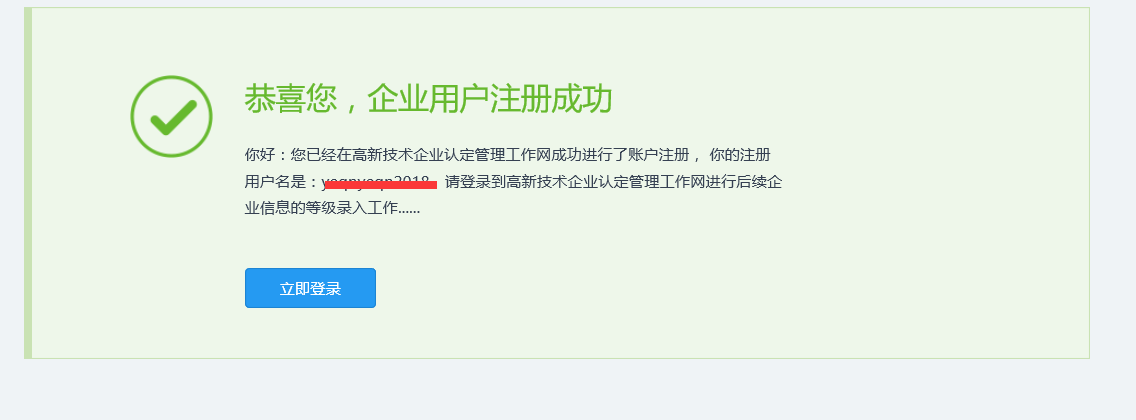 恭喜您，企业用户注册成功
你好：您已经在高新技术企业认定管理工作网成功进行了账户注册， 你的注册
用户名是： 请登录到高新技术企业认定管理工作网进行后续企
业信息的等级录入工作......
立即登录